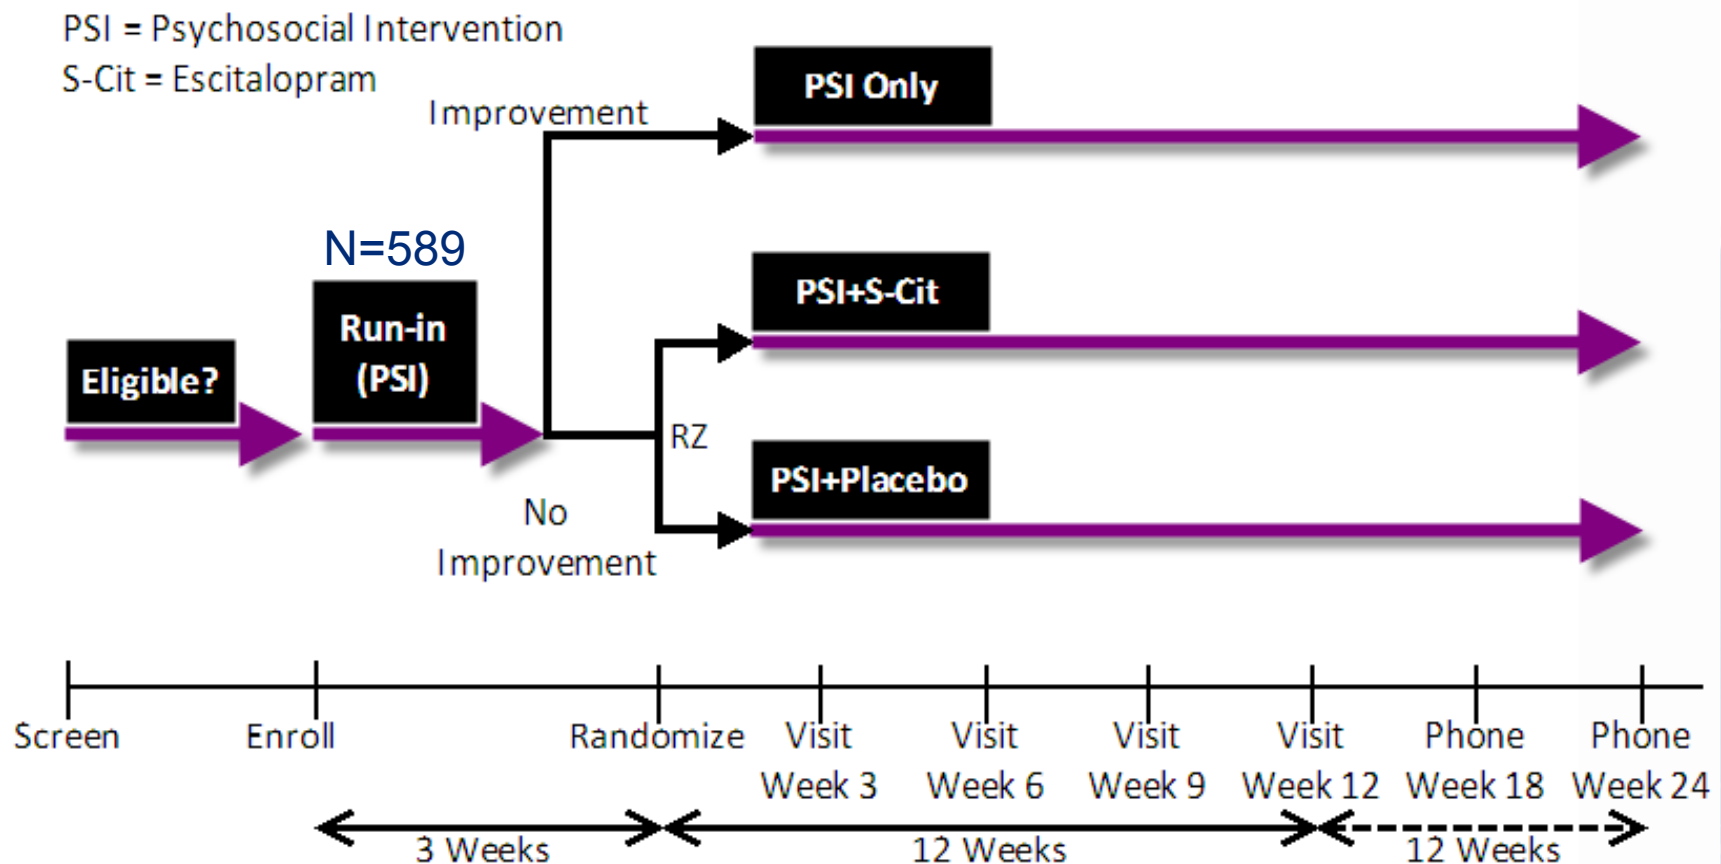 PSI = Psychosocial Intervention
S-Cit = Escitalopram
Improvement
PSI Only
N=589
Run-in
(PSI)
Eligible?
PSI+S-Cit
RZ
PSI+Placebo
No
Improvement
Screen
Enroll
Randomize
Visit
Week 3
Visit
Week 6
Visit
Week 9
Visit
Week 12
Phone
Week 18
Phone
Week 24
3 Weeks
12 Weeks
12 Weeks